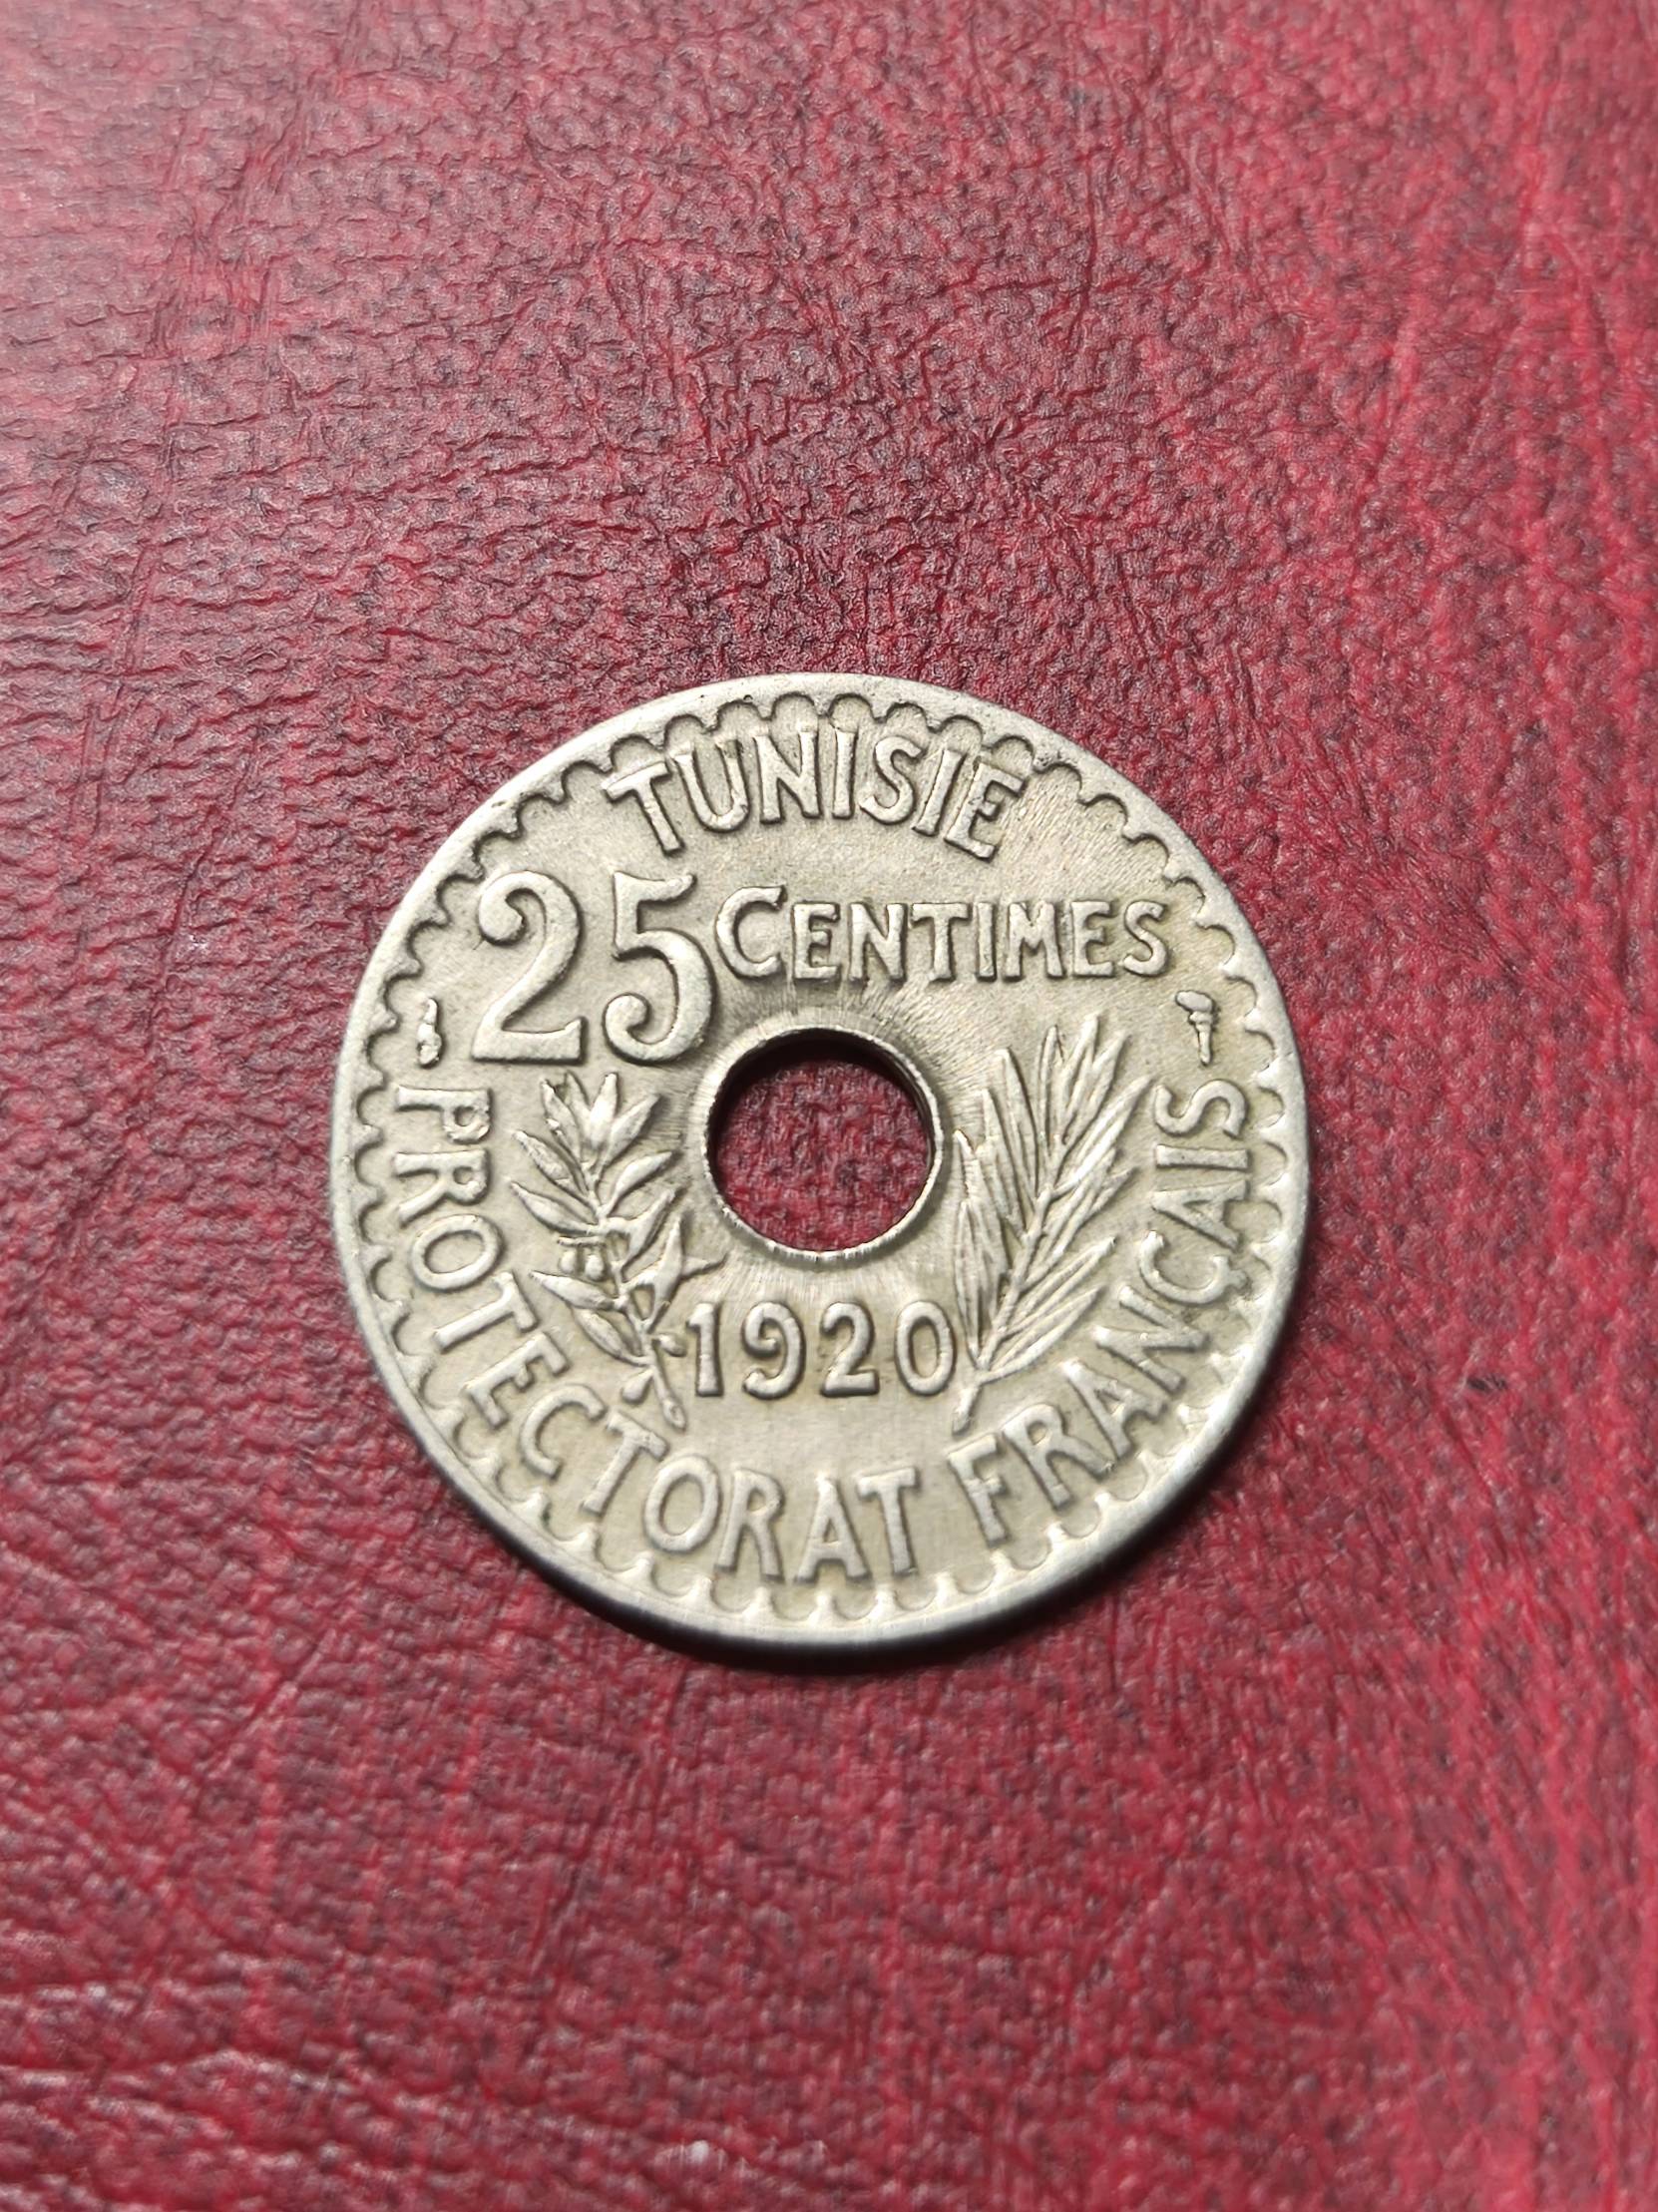 TUNISIE
25 CENTIMES
1920
PROTECTORAT FRANÇAIS